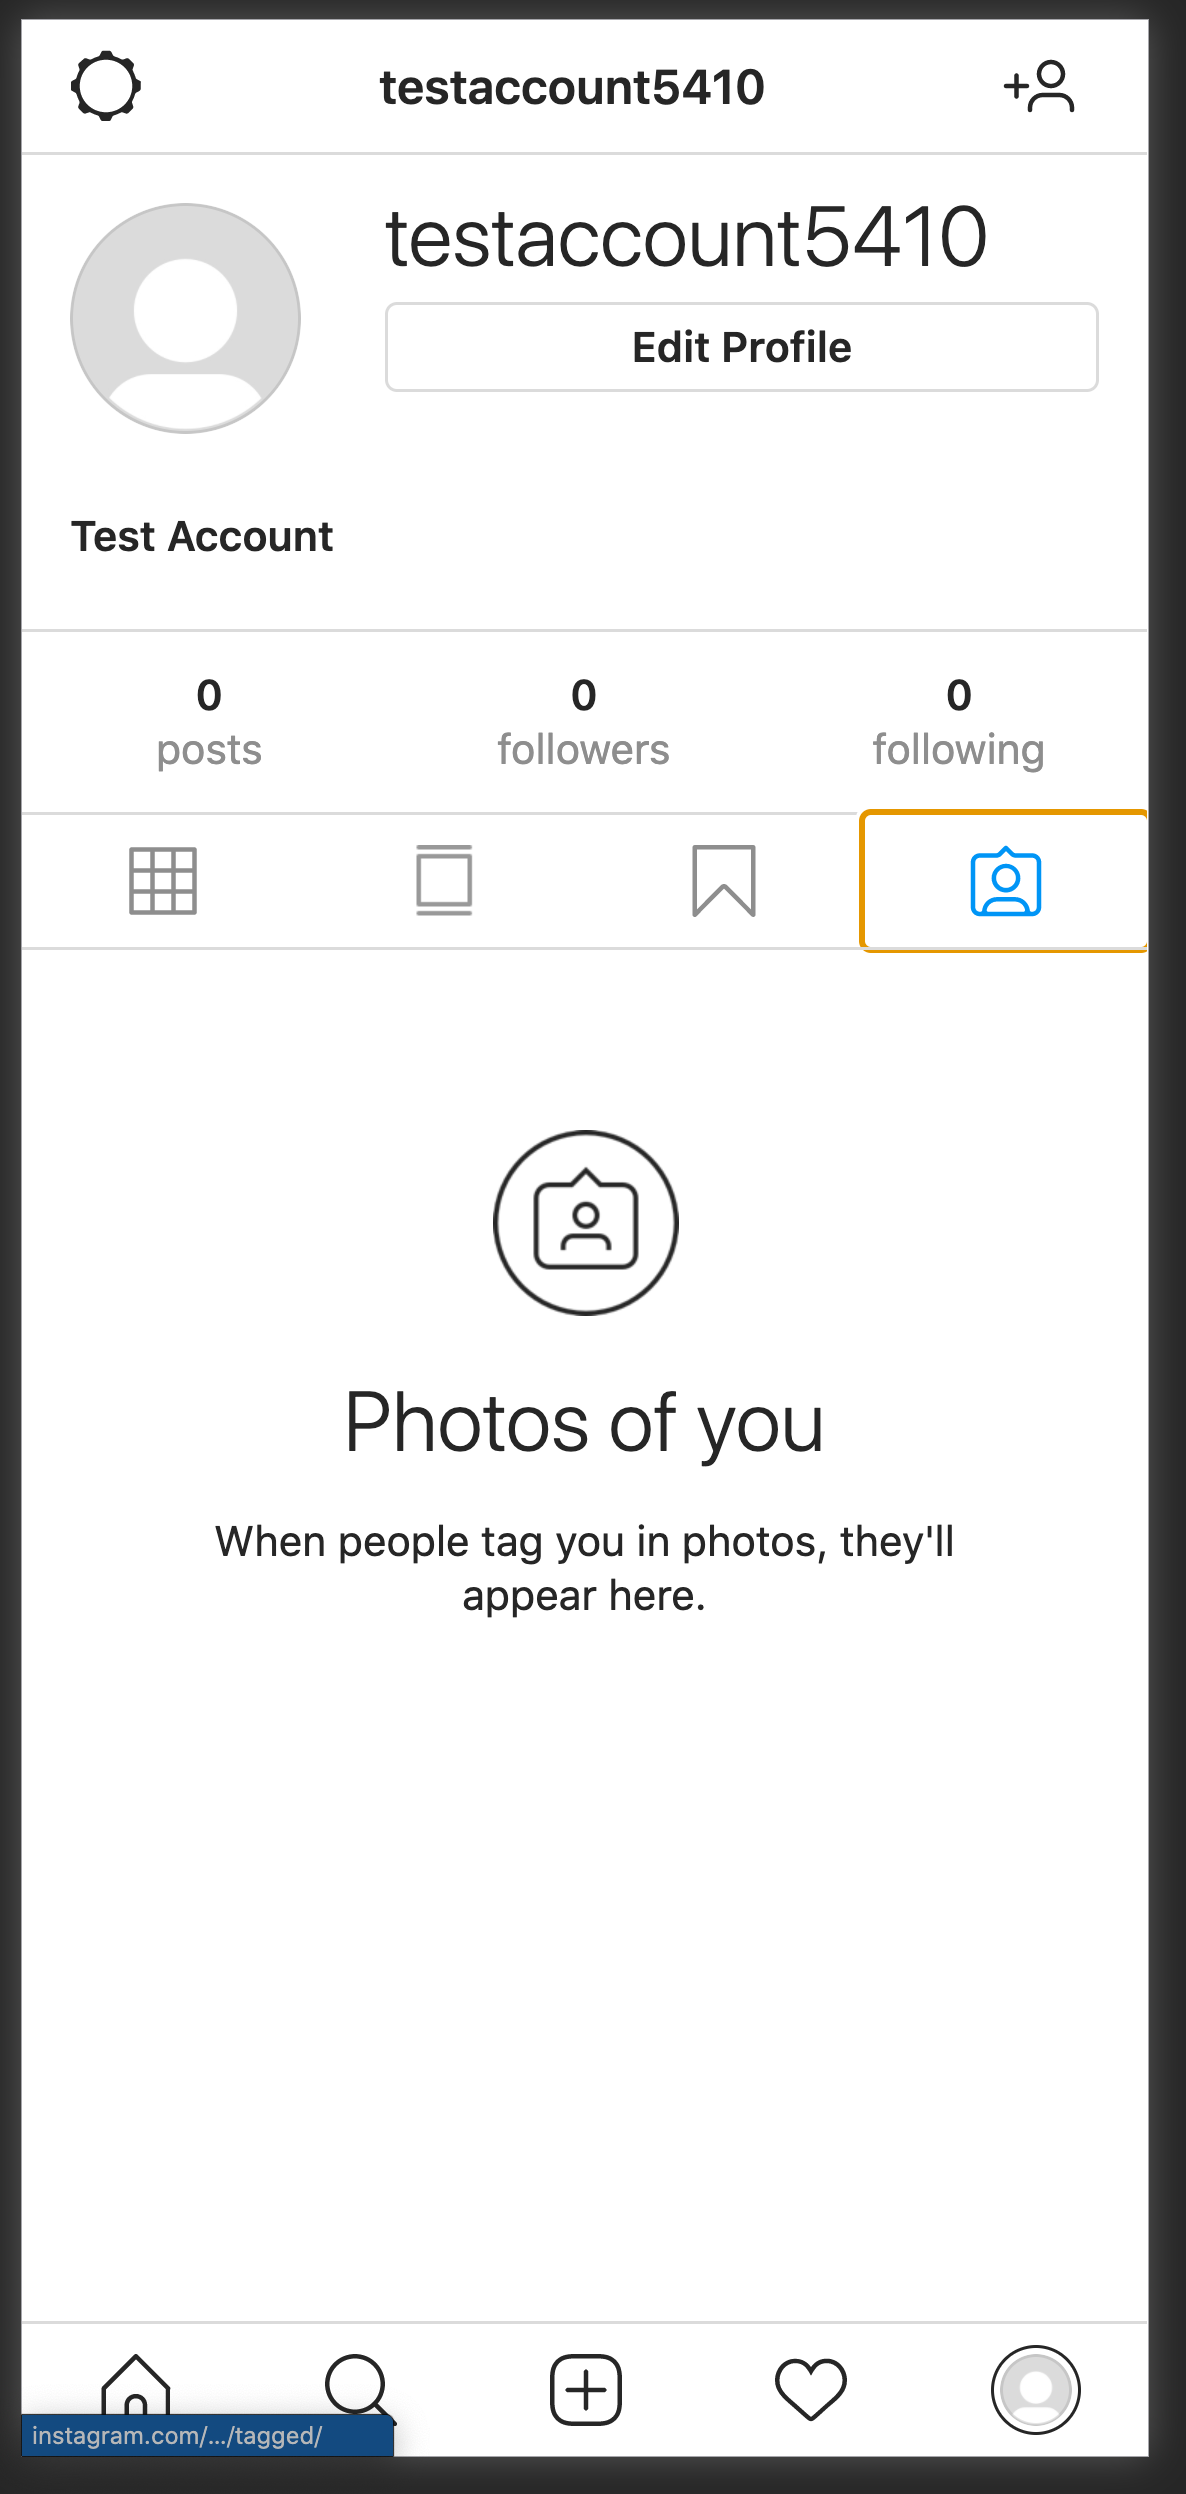 testaccount5410
testaccount5410
Edit Profile
Test Account
0 posts
0 followers
0 following
Photos of you
When people tag you in photos, they'll
appear here.
instagram.com/.../tagged/